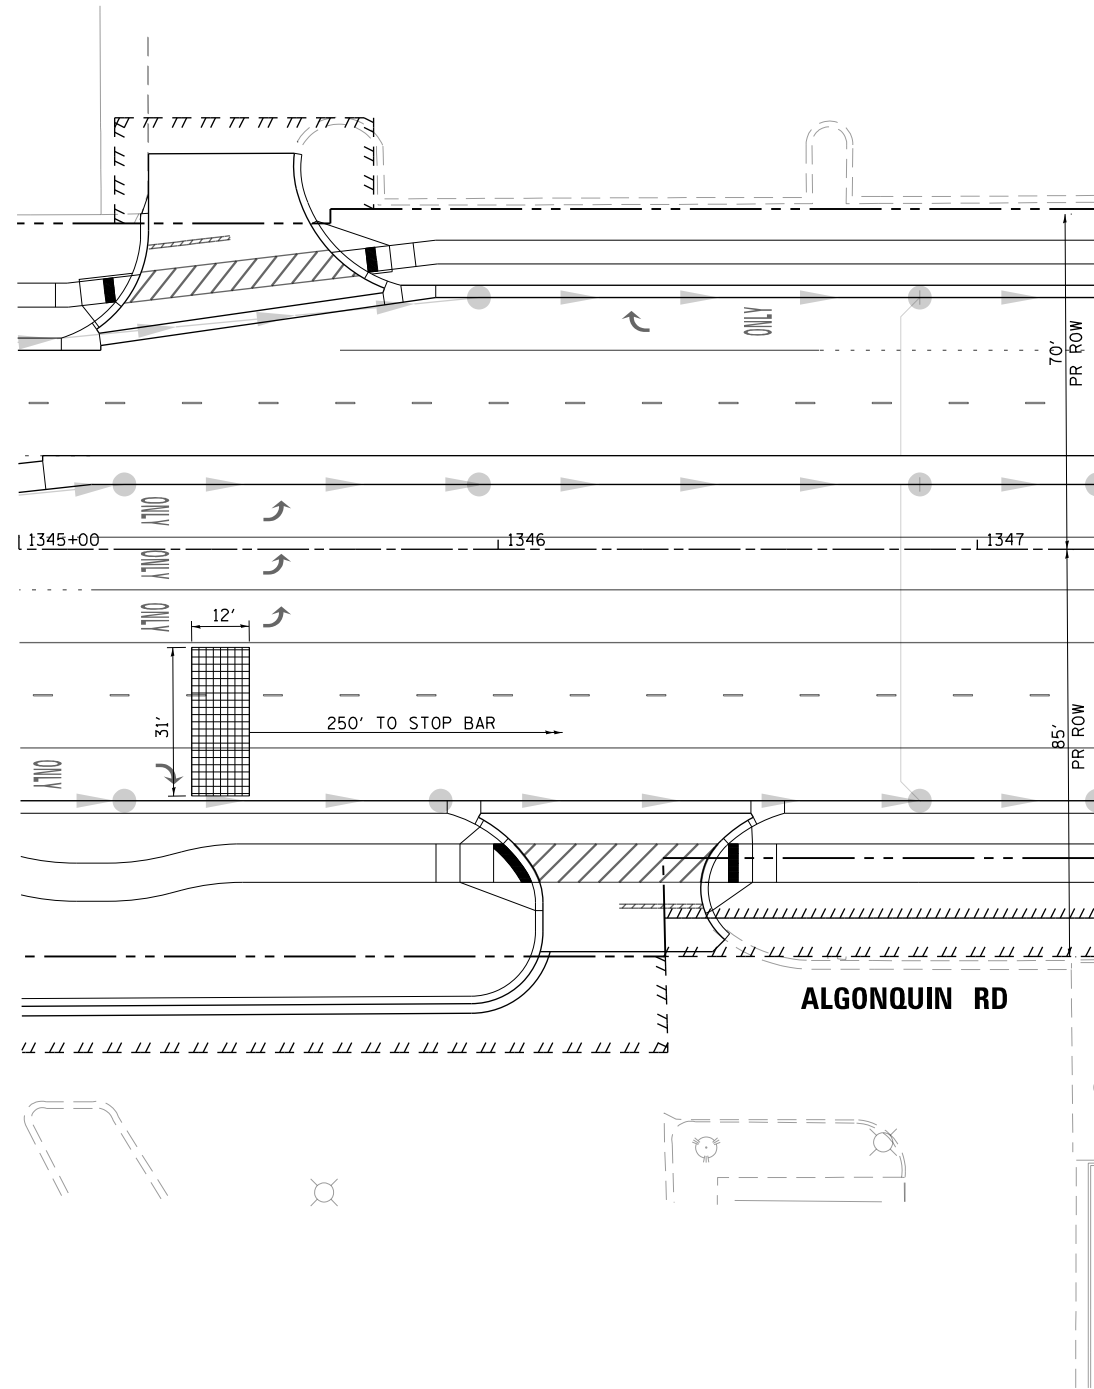 ONLY
70'
PR ROW
ONLY
1345+00
1346
1347
ONLY
ONLY
12'
31'
250' TO STOP BAR
85'
PR ROW
ONLY
ALGONQUIN RD